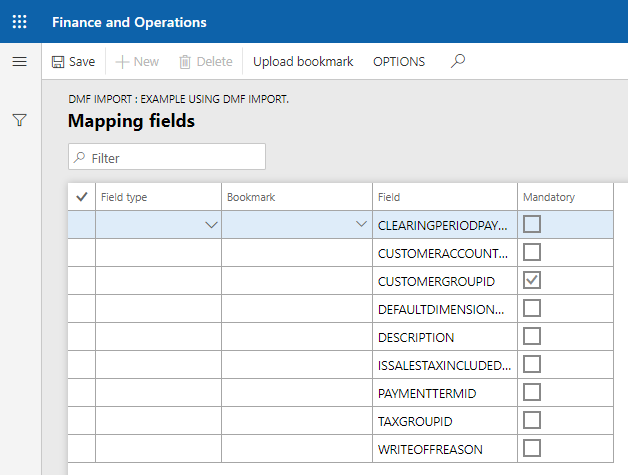 Finance and Operations
Save New Delete Upload bookmark OPTIONS
DMF IMPORT : EXAMPLE USING DMF IMPORT.
Mapping fields
Filter
Field type Bookmark Field Mandatory
CLEARINGPERIODPAY...
CUSTOMERACCOUNT...
CUSTOMERGROUPID
DEFAULTDIMENSION...
DESCRIPTION
ISSALESTAXINCLUDED...
PAYMENTTERMID
TAXGROUPID
WRITEOFFREASON